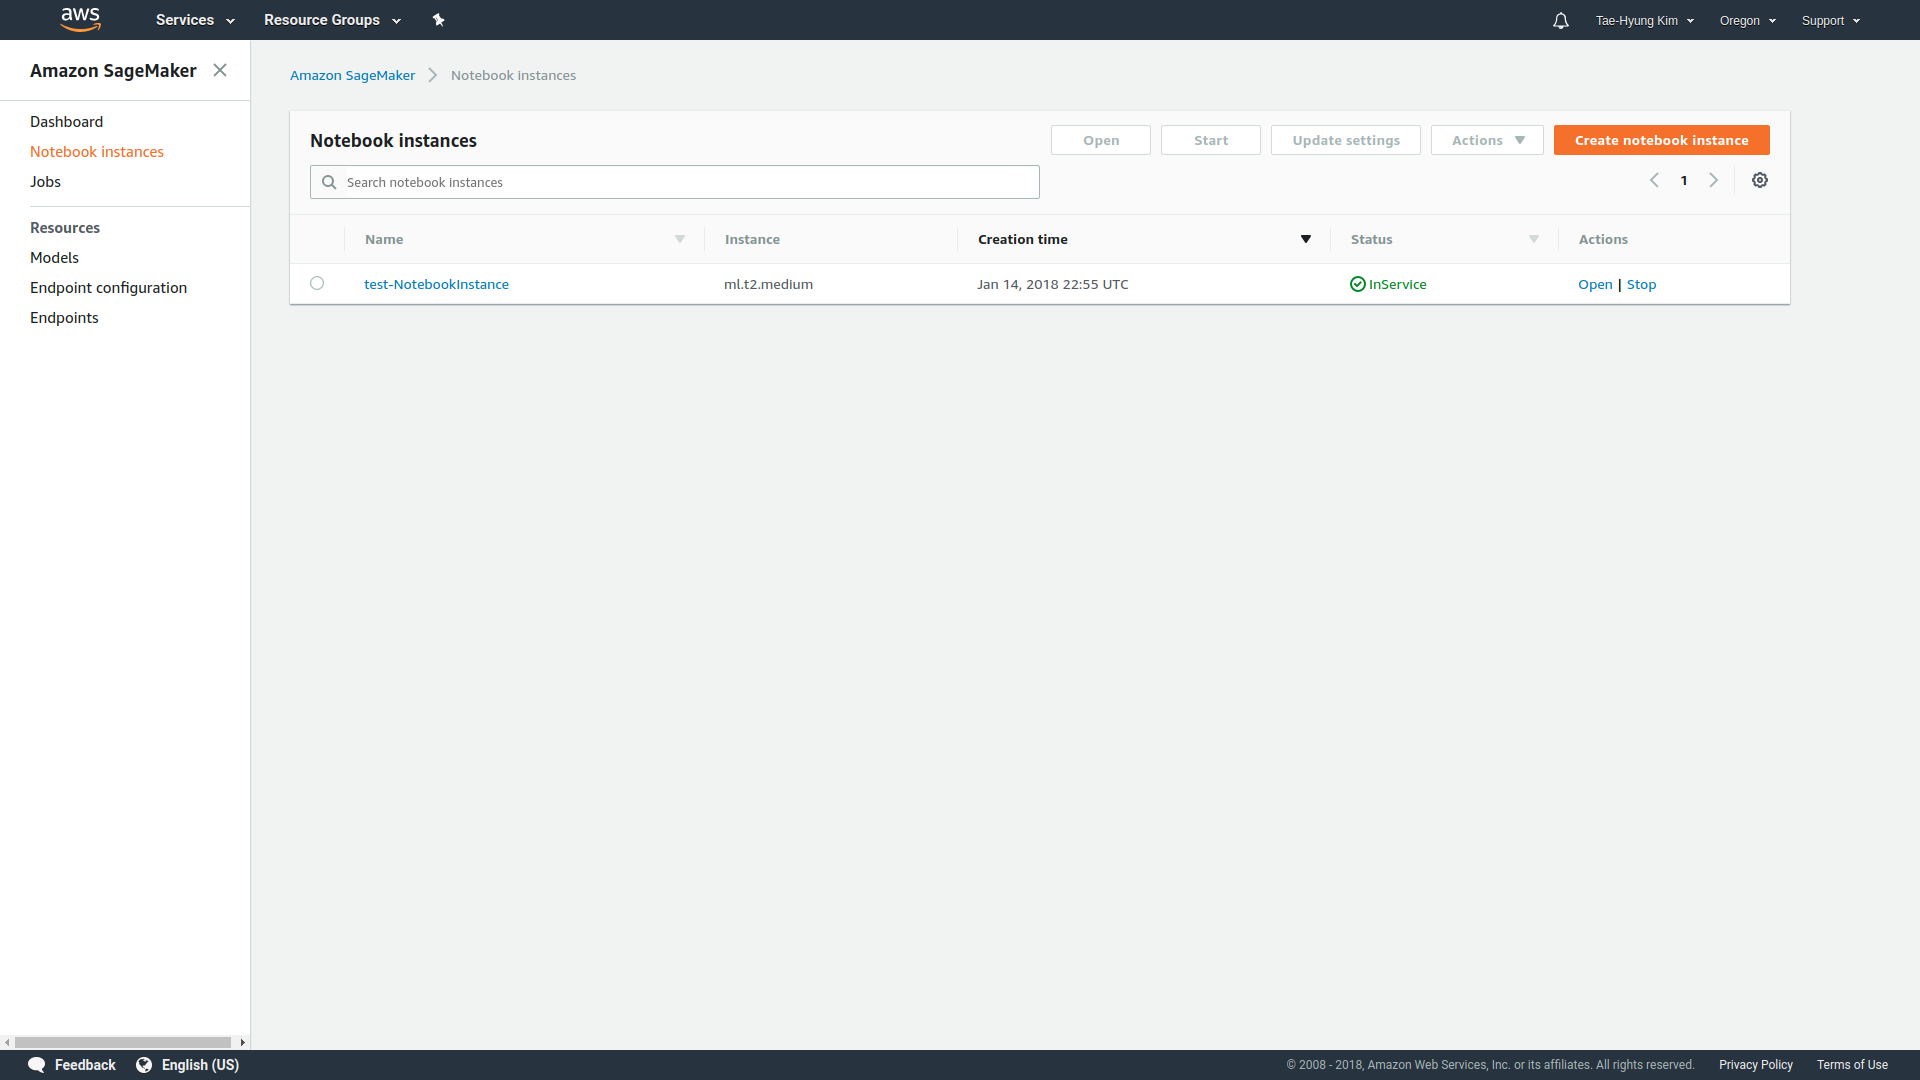 aws Services Resource Groups Tae-Hyung Kim Oregon Support
Amazon SageMaker
Dashboard
Notebook instances
Jobs
Resources
Models
Endpoint configuration
Endpoints
Amazon SageMaker Notebook instances
Notebook instances Open Start Update settings Actions Create notebook instance
Search notebook instances 1
Name Instance Creation time Status Actions
test-NotebookInstance ml.t2.medium Jan 14, 2018 22:55 UTC InService Open | Stop
Feedback English (US) © 2008 - 2018, Amazon Web Services, Inc. or its affiliates. All rights reserved. Privacy Policy Terms of Use